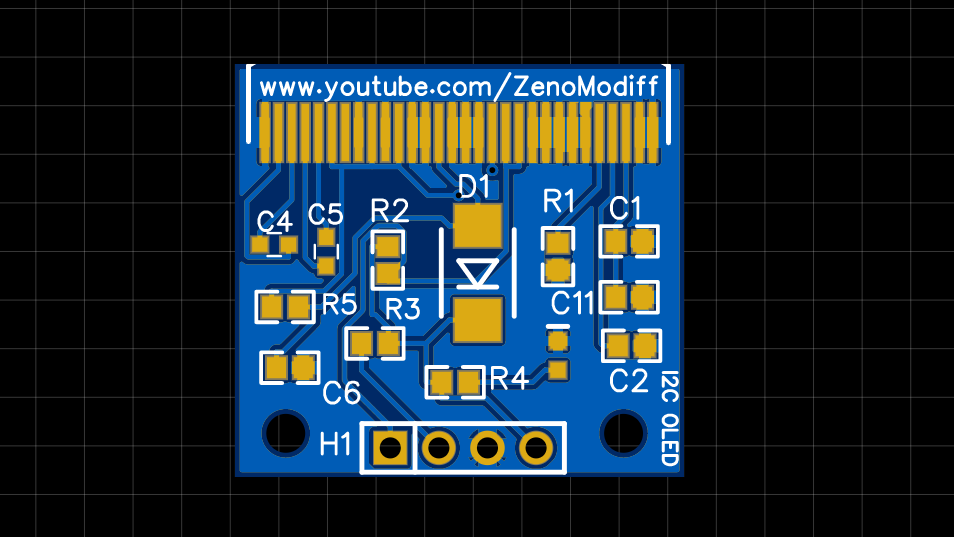 www.youtube.com/ZenoModiff
D1
C4
C5
R2
R1
C1
R5
R3
C11
C6
R4
C2
H1
I2C OLED